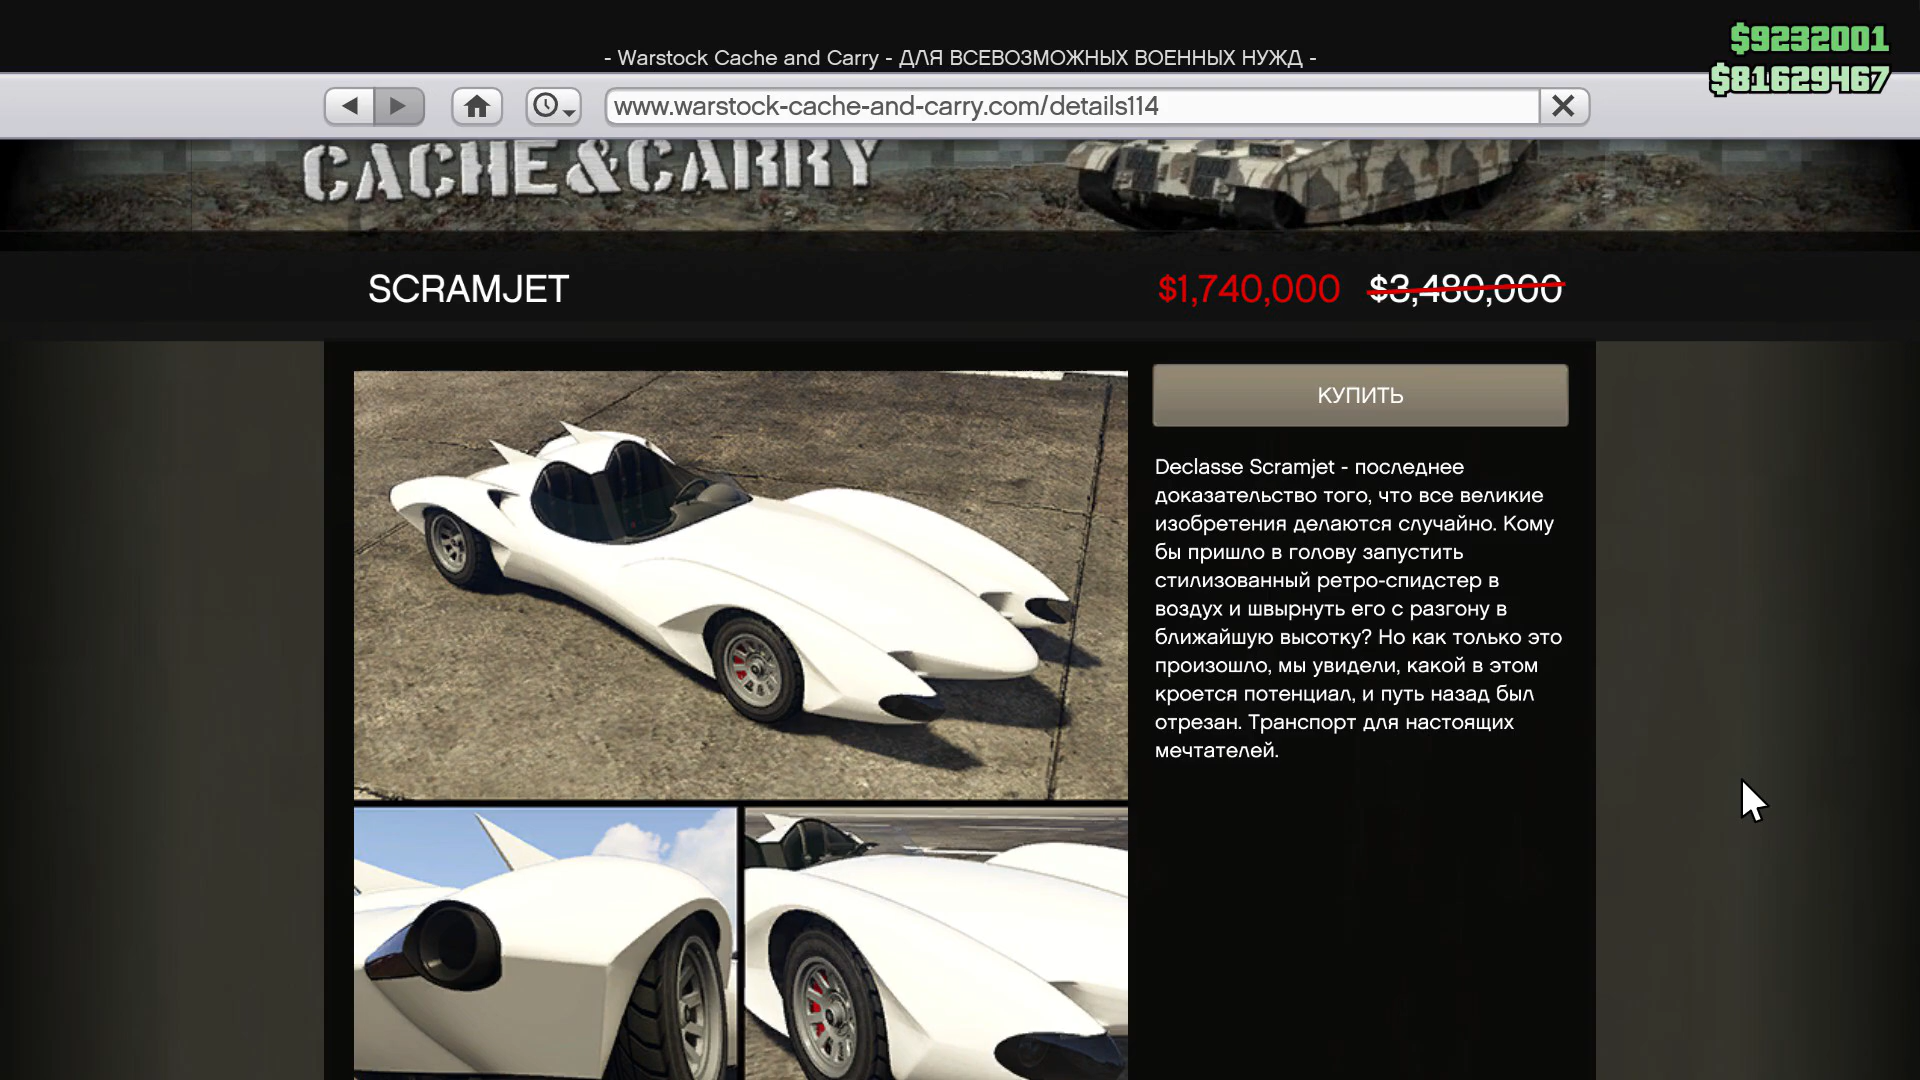 - Warstock Cache and Carry - ДЛЯ ВСЕВОЗМОЖНЫХ ВОЕННЫХ НУЖД -
$9232001
$81629467
www.warstock-cache-and-carry.com/details114
CACHE&CARRY
SCRAMJET
$1,740,000 $3,480,000
КУПИТЬ
Declasse Scramjet - последнее
доказательство того, что все великие
изобретения делаются случайно. Кому
бы пришло в голову запустить
стилизованный ретро-спидстер в
воздух и швырнуть его с разгону в
ближайшую высотку? Но как только это
произошло, мы увидели, какой в этом
кроется потенциал, и путь назад был
отрезан. Транспорт для настоящих
мечтателей.